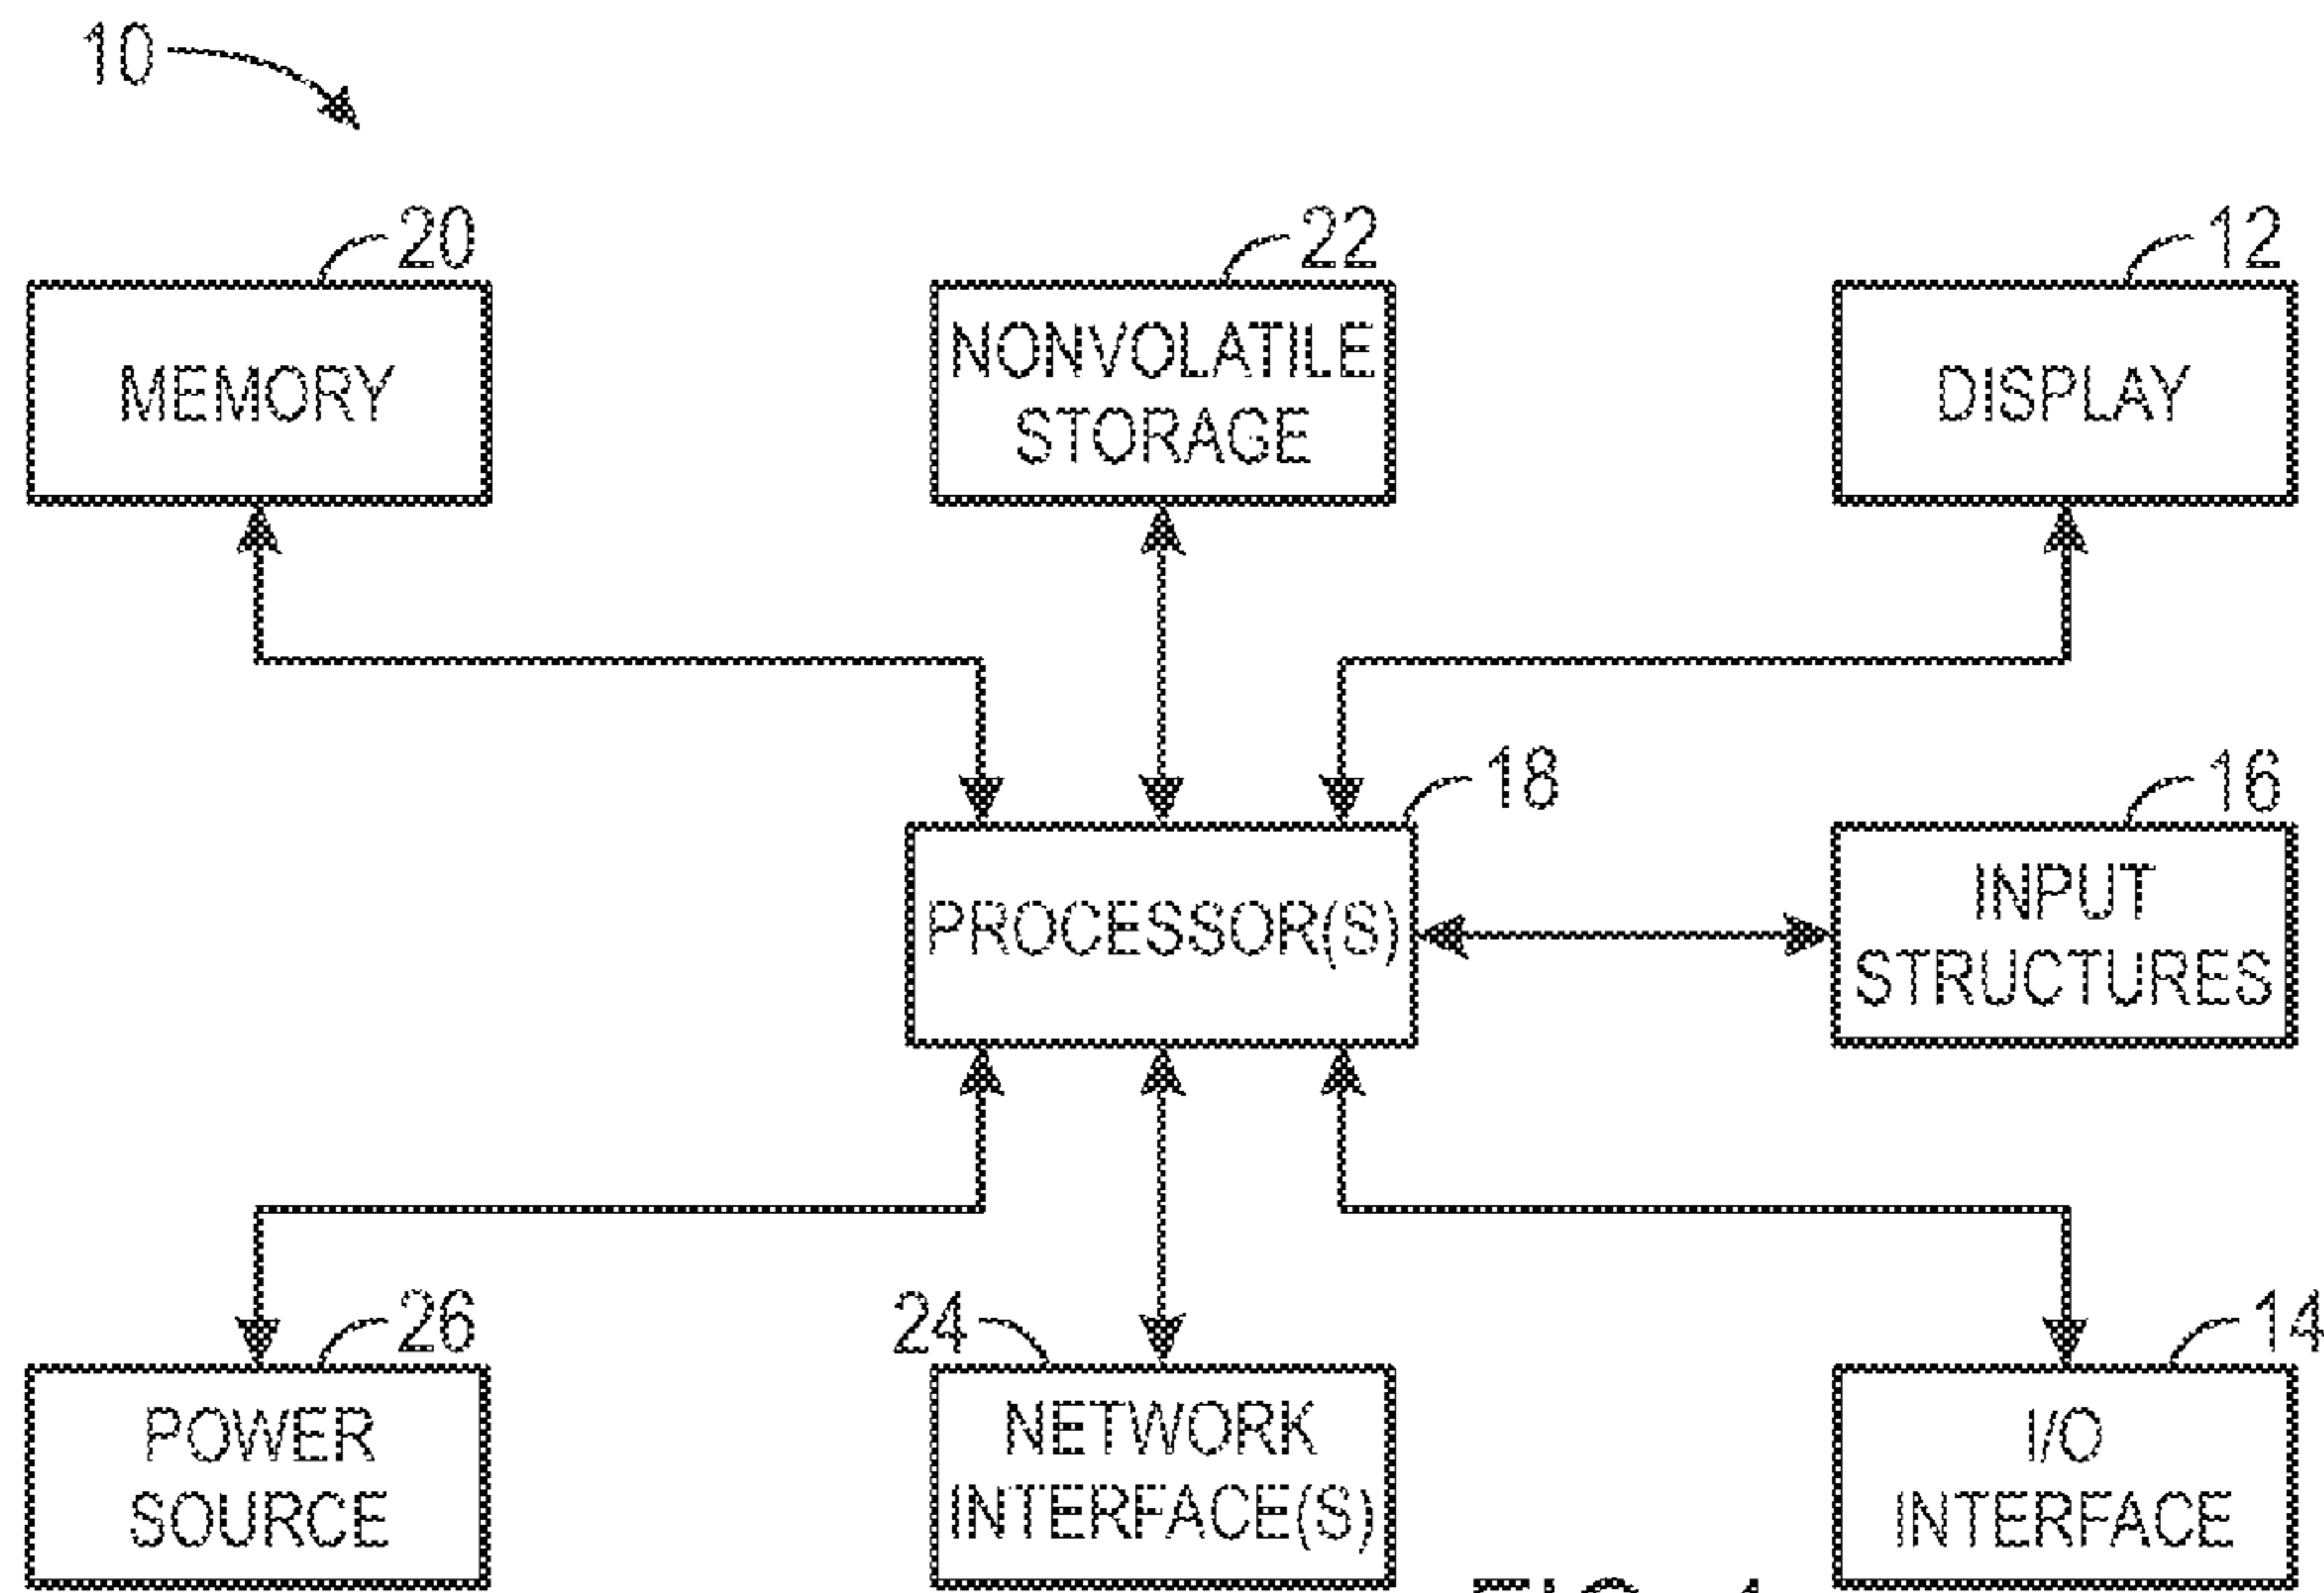 10
20
22
12
MEMORY
NONVOLATILE
STORAGE
DISPLAY
18
16
PROCESSOR(S)
INPUT
STRUCTURES
26
24
14
POWER
SOURCE
NETWORK
INTERFACE(S)
I/O
INTERFACE